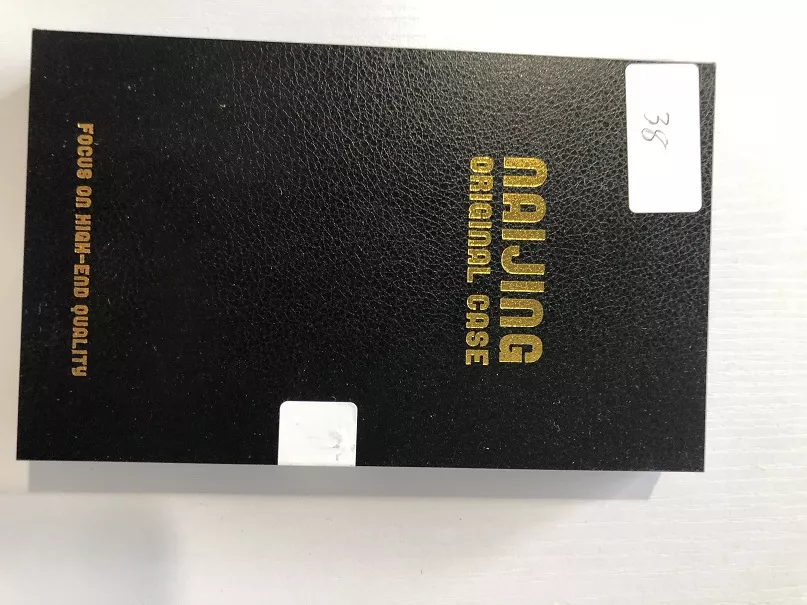 38
NAIJING
ORIGINAL CASE
FOCUS ON HIGH-END QUALITY